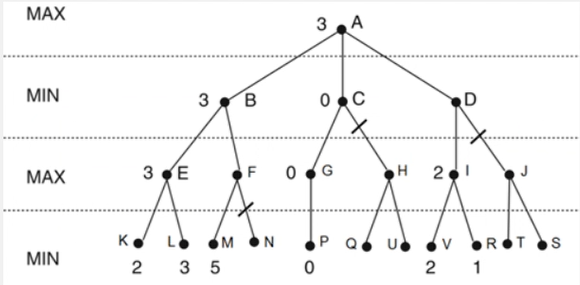 MAX 3 A
MIN 3 B 0 C D
MAX 3 E F 0 G H 2 I J
K L M N P Q U V R T S
MIN 2 3 5 0 2 1